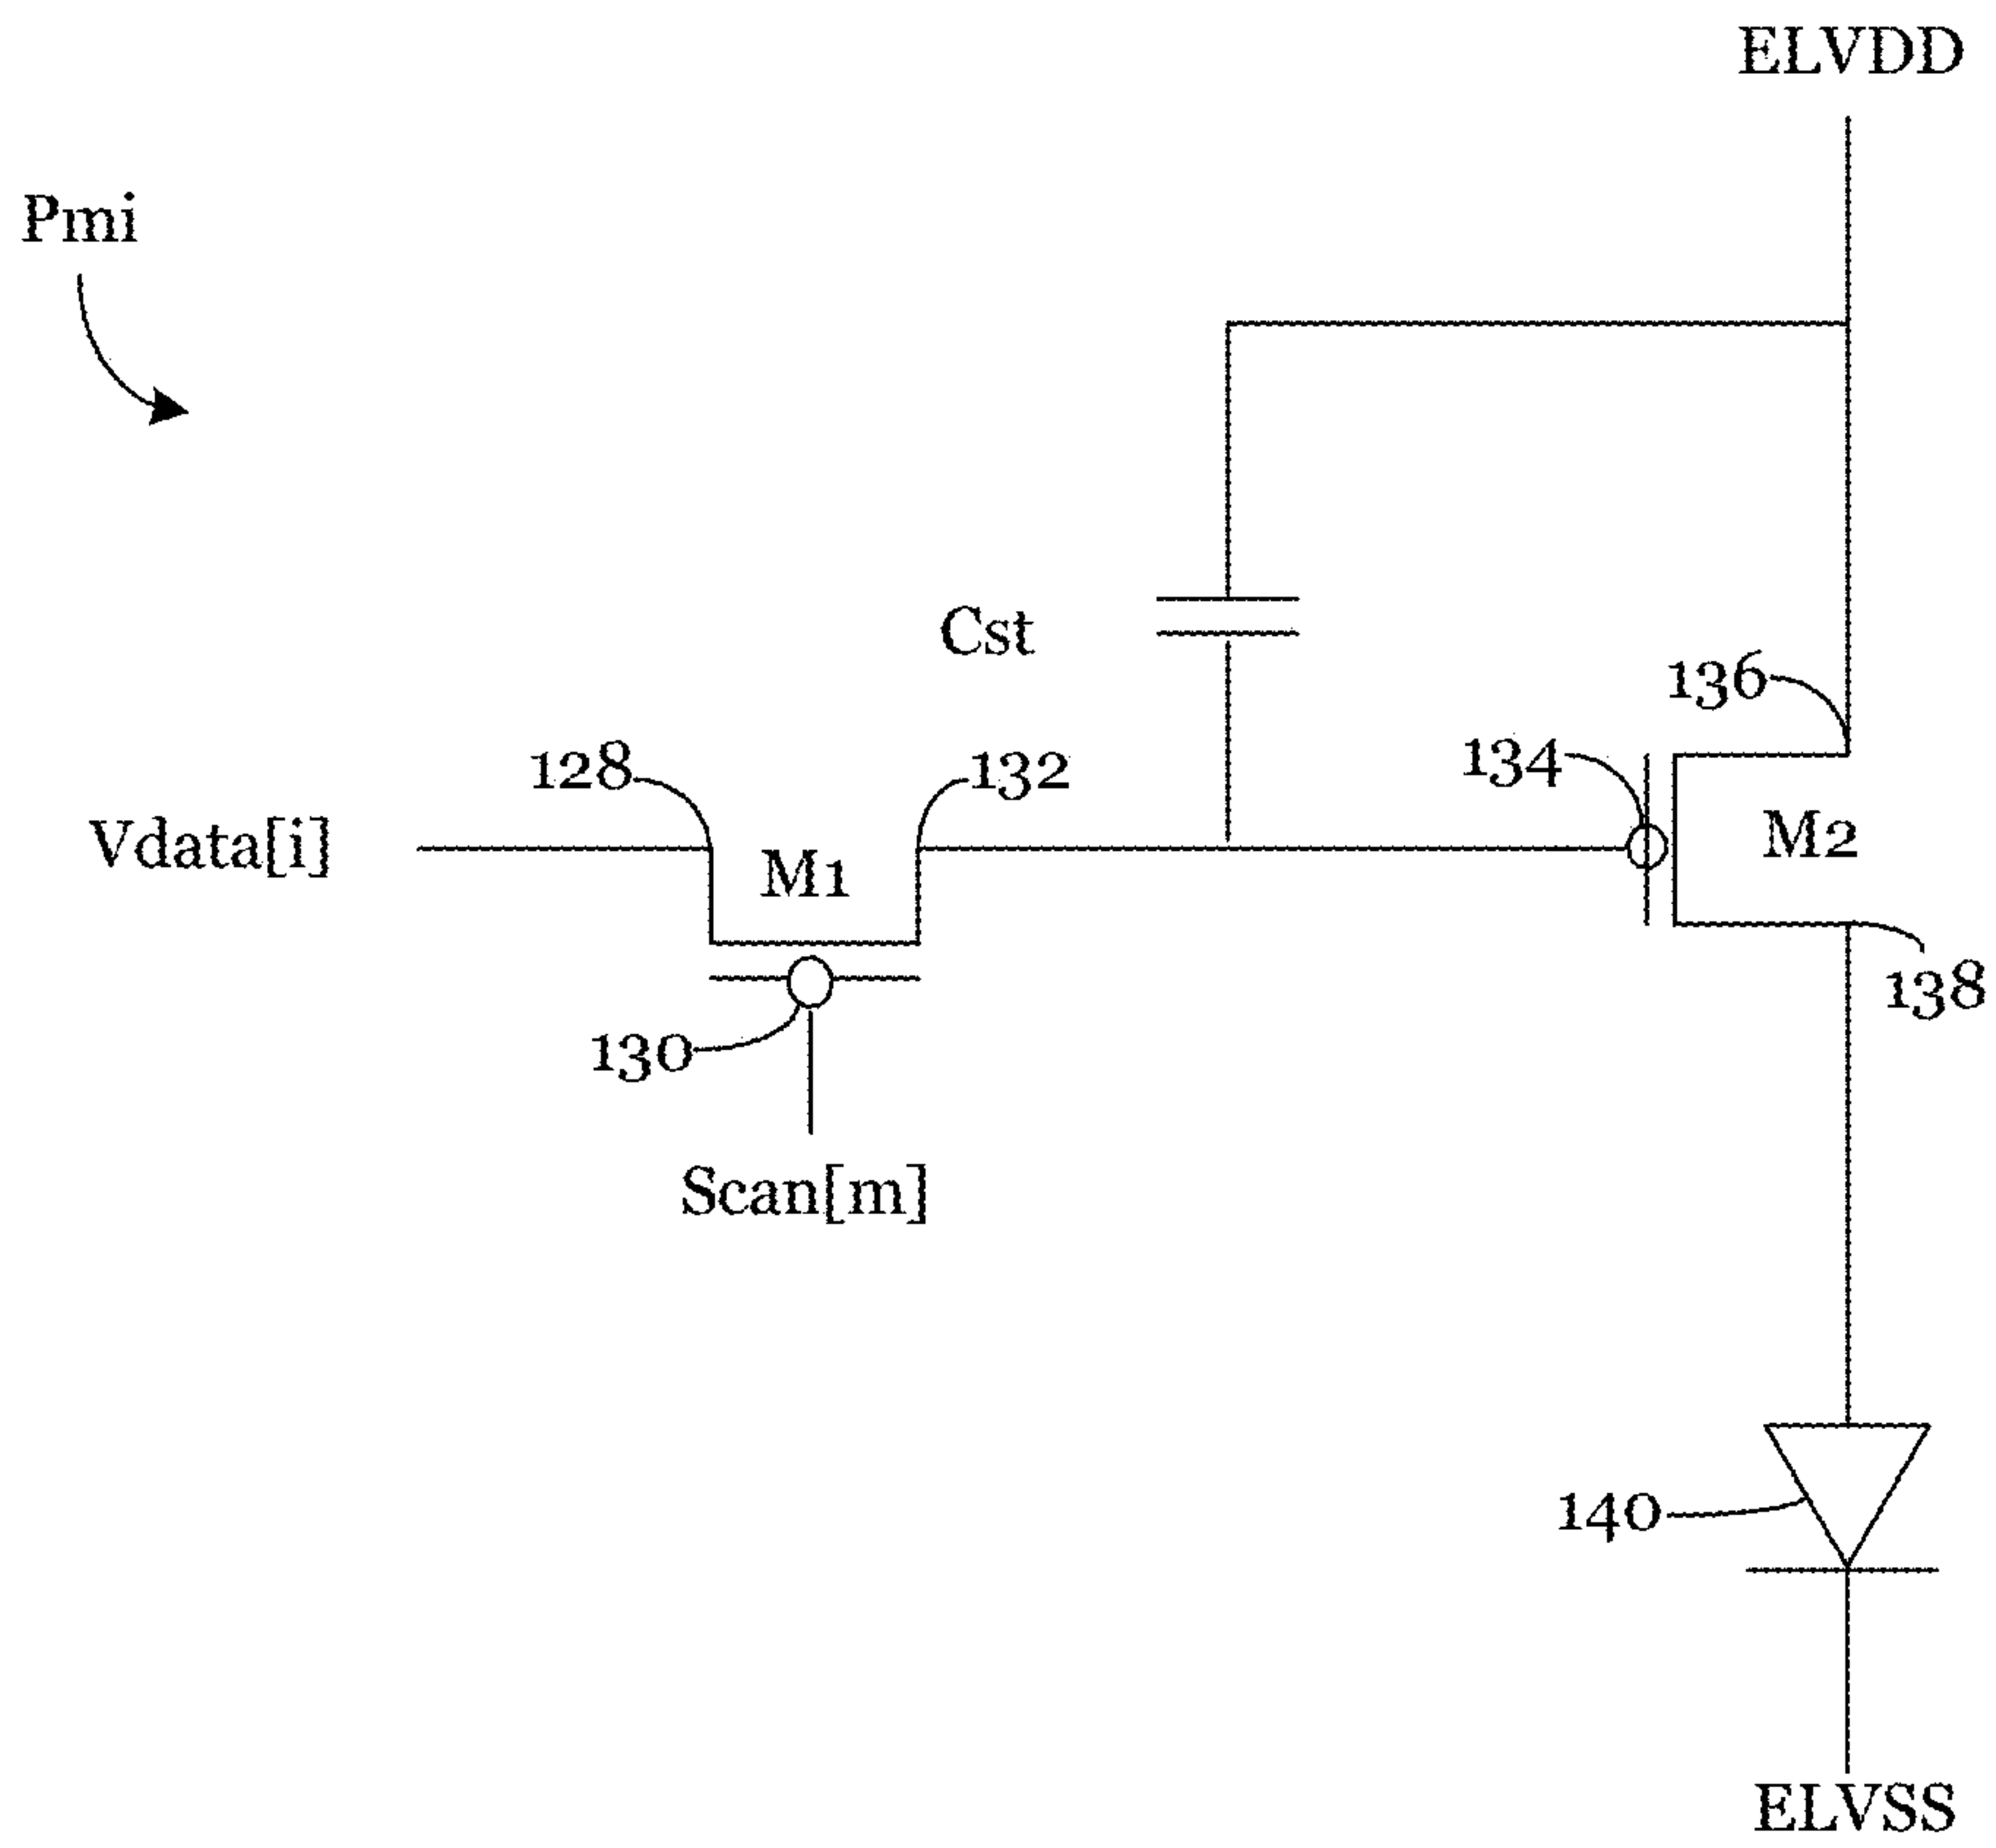 ELVDD
Pmi
Cst
136
134
128
132
Vdata[i]
M1
M2
138
130
Scan[m]
140
ELVSS